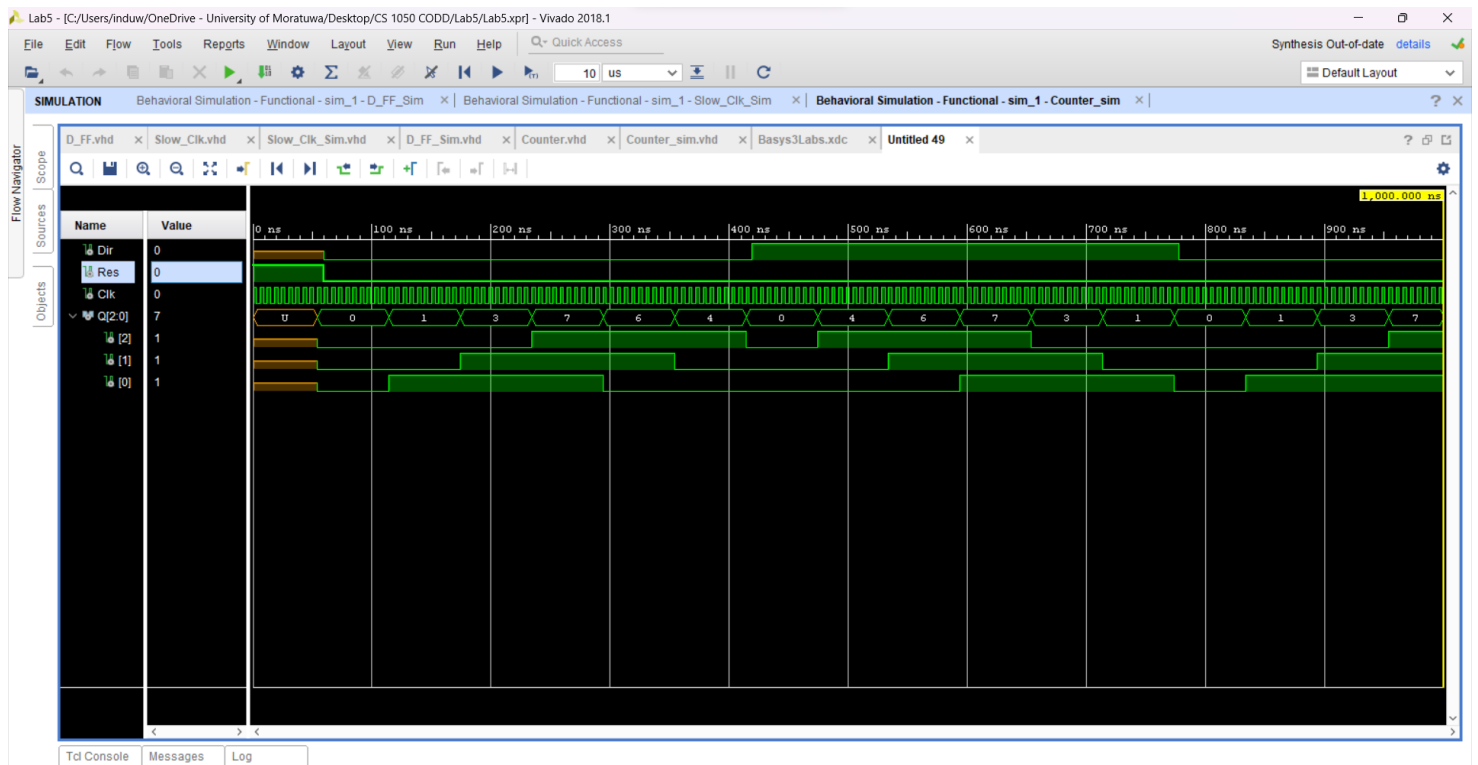 Lab5 - [C:/Users/induw/OneDrive - University of Moratuwa/Desktop/CS 1050 CODD/Lab5/Lab5.xpr] - Vivado 2018.1
File Edit Flow Tools Reports Window Layout View Run Help Quick Access
Synthesis Out-of-date details
10 us
Default Layout
SIMULATION Behavioral Simulation - Functional - sim_1 - D_FF_Sim Behavioral Simulation - Functional - sim_1 - Slow_Clk_Sim Behavioral Simulation - Functional - sim_1 - Counter_sim
Flow Navigator
Scope
Sources
Objects
D_FF.vhd Slow_Clk.vhd Slow_Clk_Sim.vhd D_FF_Sim.vhd Counter.vhd Counter_sim.vhd Basys3Labs.xdc Untitled 49
1,000.000 ns
Name Value
0 ns 100 ns 200 ns 300 ns 400 ns 500 ns 600 ns 700 ns 800 ns 900 ns
Dir 0
Res 0
Clk 0
Q[2:0] 7 U 0 1 3 7 6 4 0 4 6 7 3 1 0 1 3 7
[2] 1
[1] 1
[0] 1
Tcl Console Messages Log